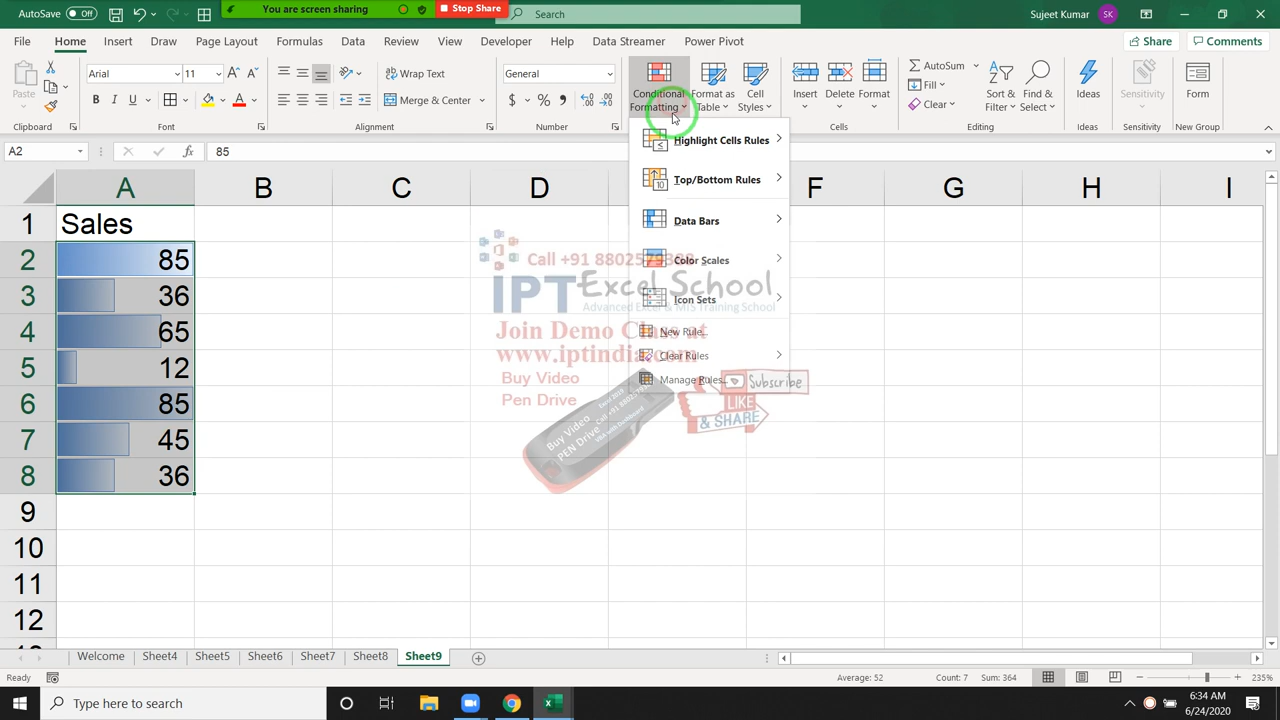 AutoSave Off
You are screen sharing
Stop Share
Search
Sujeet Kumar
SK
File Home Insert Draw Page Layout Formulas Data Review View Developer Help Data Streamer Power Pivot
Share
Comments
Paste
Arial
11
Wrap Text
General
Conditional Formatting
Format as Table
Cell Styles
Insert
Delete
Format
AutoSum
Fill
Clear
Sort & Filter
Find & Select
Sensitivity
Ideas
Form
B I U
Merge & Center
$ % ,
Clipboard
Font
Alignment
Number
Cells
Editing
Ideas
Sensitivity
New Group
A2
fx
85
Highlight Cells Rules
Top/Bottom Rules
10
Data Bars
Color Scales
Icon Sets
New Rule...
Clear Rules
Manage Rules...
A B C D F G H I
1 Sales
2 85
3 36
4 65
5 12
6 85
7 45
8 36
9
10
11
12
IPT Excel School
Advanced Excel & MIS Training School
Join Demo Class at
Buy Video
Pen Drive
Buy Video
PEN Drive
Subscribe
LIKE
& SHARE
Welcome Sheet4 Sheet5 Sheet6 Sheet7 Sheet8 Sheet9
Ready
Average: 52
Count: 7
Sum: 364
235%
Type here to search
6:34 AM
6/24/2020